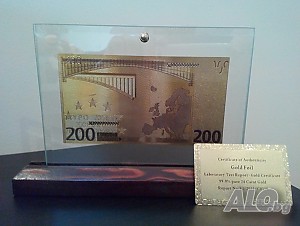 200
200
Certificate of Authenticity
Gold Foil
Laboratory Test Report - Gold Certificate
99.9% pure 24 Carat Gold
ALO.bg